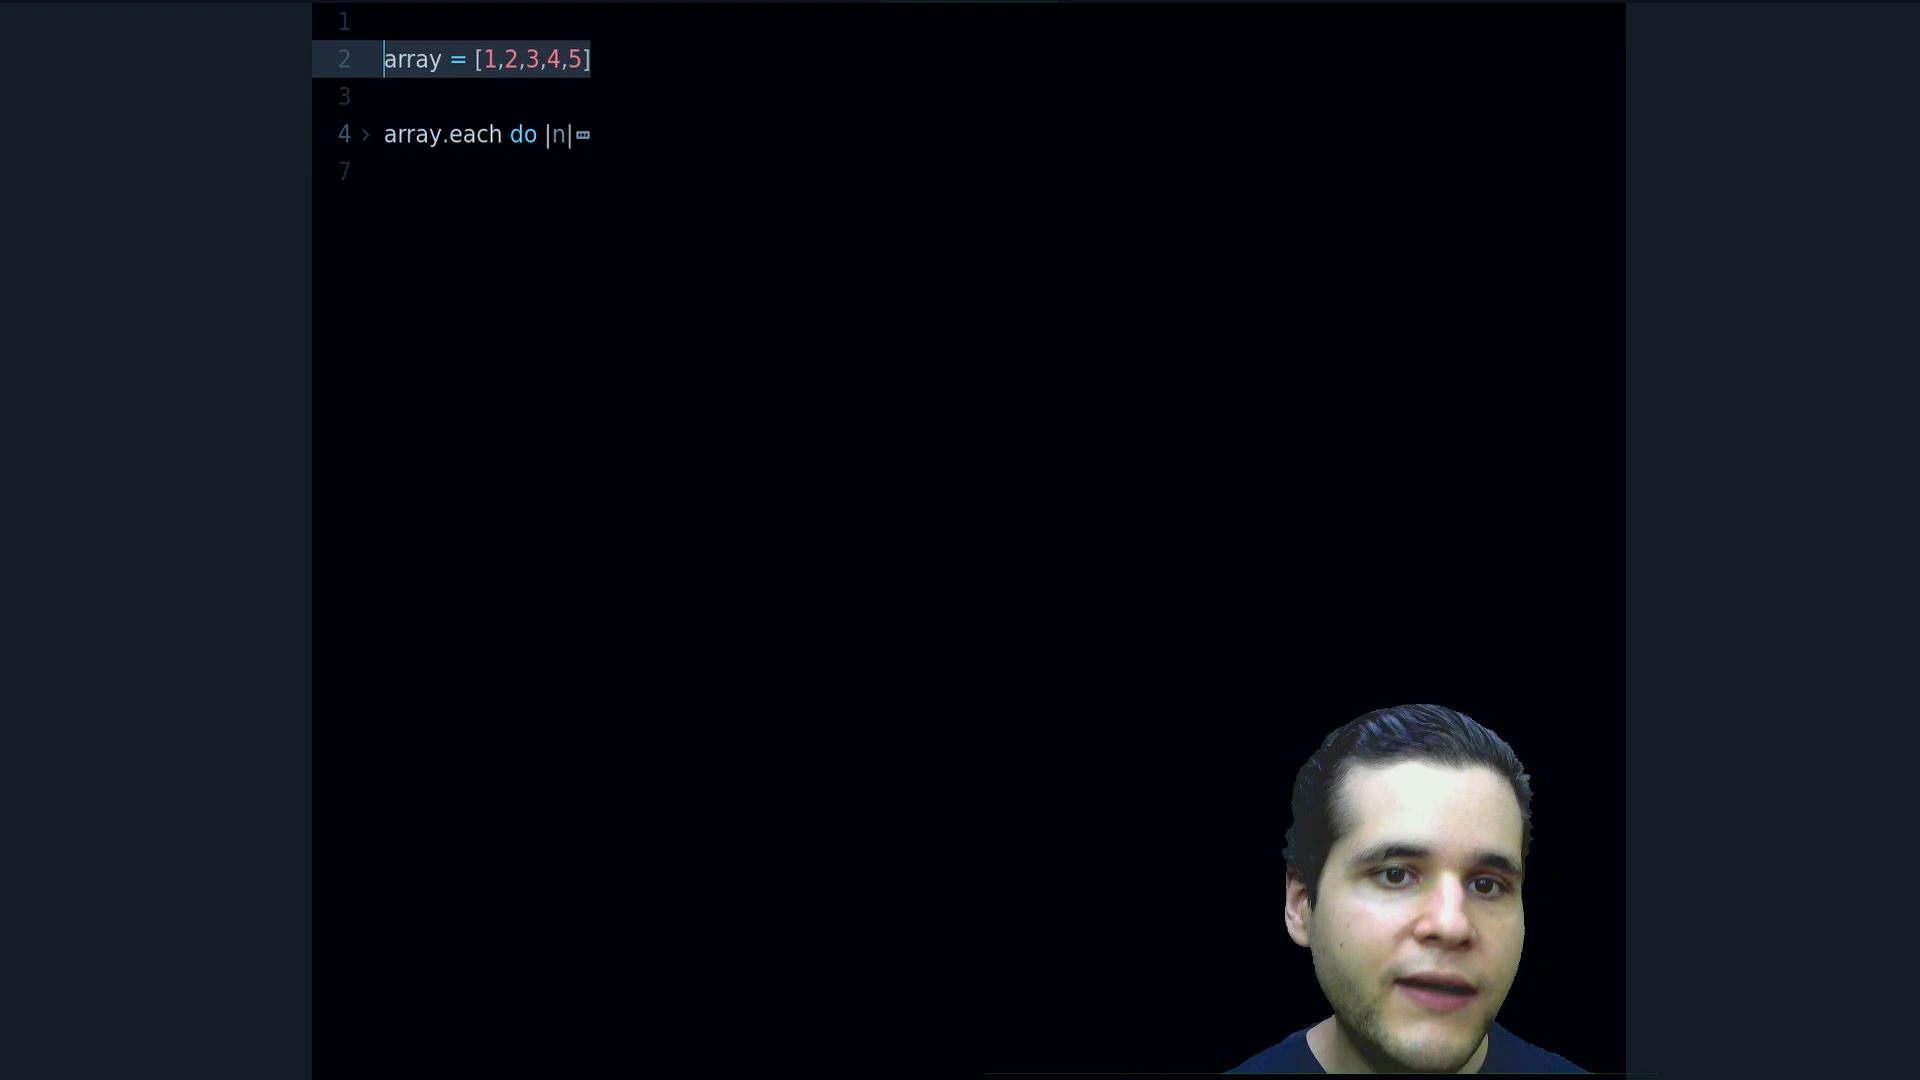 1
2 array = [1,2,3,4,5]
3
4 array.each do |n|
7